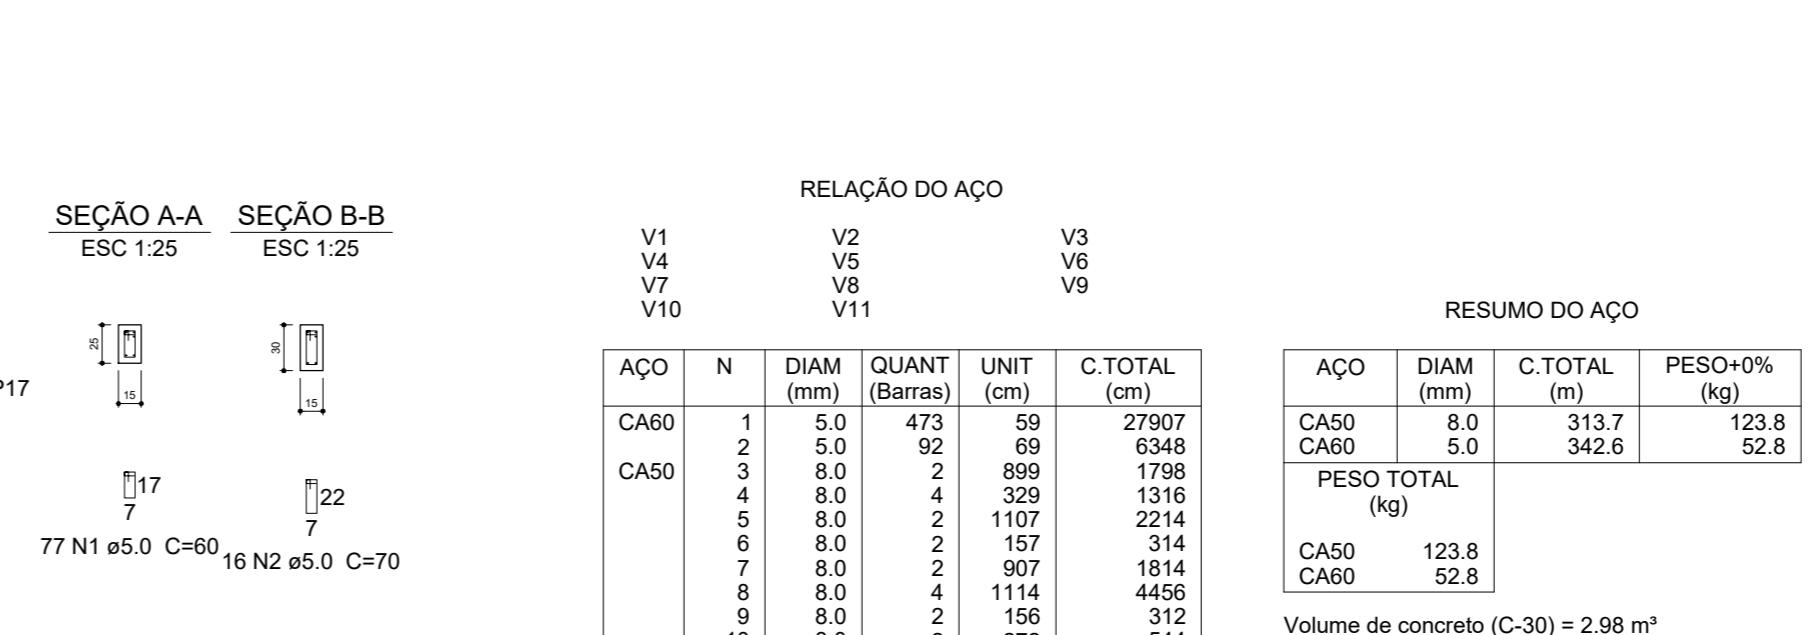 SEÇÃO A-A
ESC 1:25
25
15
17
7
77 N1 ø5.0 C=60
SEÇÃO B-B
ESC 1:25
30
15
22
7
16 N2 ø5.0 C=70
P17
RELAÇÃO DO AÇO
V1 V2 V3
V4 V5 V6
V7 V8 V9
V10 V11
AÇO N DIAM QUANT UNIT C.TOTAL
(mm) (Barras) (cm) (cm)
CA60 1 5.0 473 59 27907
2 5.0 92 69 6348
CA50 3 8.0 2 899 1798
4 8.0 4 329 1316
5 8.0 2 1107 2214
6 8.0 2 157 314
7 8.0 2 907 1814
8 8.0 4 1114 4456
9 8.0 2 156 312
RESUMO DO AÇO
AÇO DIAM C.TOTAL PESO+0%
(mm) (m) (kg)
CA50 8.0 313.7 123.8
CA60 5.0 342.6 52.8
PESO TOTAL
(kg)
CA50 123.8
CA60 52.8
Volume de concreto (C-30) = 2.98 m³